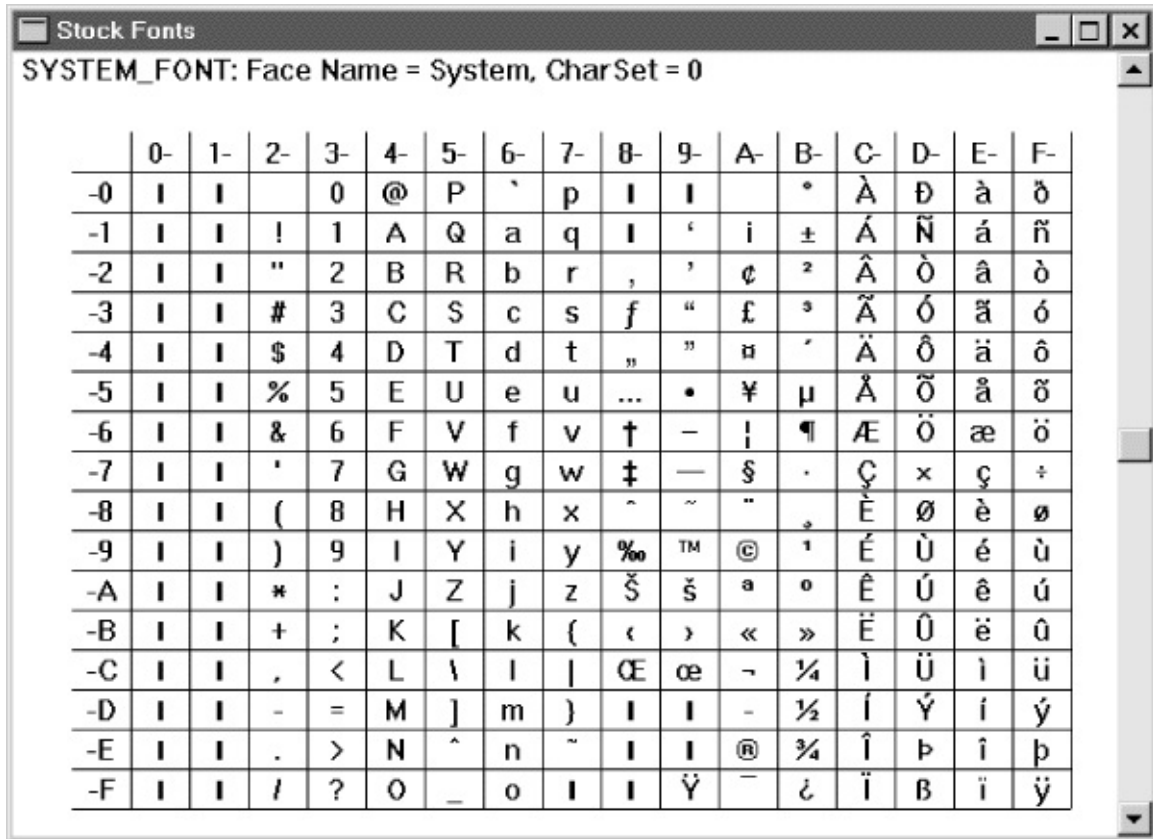 Stock Fonts
SYSTEM_FONT: Face Name = System, CharSet = 0
0- 1- 2- 3- 4- 5- 6- 7- 8- 9- A- B- C- D- E- F-
-0 ▌ ▌ 0 @ P ` p ▌ ▌ ° À Ð à ð
-1 ▌ ▌ ! 1 A Q a q ▌ ‘ ¡ ± Á Ñ á ñ
-2 ▌ ▌ " 2 B R b r ‚ ’ ¢ ² Â Ò â ò
-3 ▌ ▌ # 3 C S c s ƒ “ £ ³ Ã Ó ã ó
-4 ▌ ▌ $ 4 D T d t „ ” ¤ ´ Ä Ô ä ô
-5 ▌ ▌ % 5 E U e u … • ¥ µ Å Õ å õ
-6 ▌ ▌ & 6 F V f v † – ¦ ¶ Æ Ö æ ö
-7 ▌ ▌ ' 7 G W g w ‡ — § · Ç × ç ÷
-8 ▌ ▌ ( 8 H X h x ˆ ˜ ¨ ¸ È Ø è ø
-9 ▌ ▌ ) 9 I Y i y ‰ ™ © ¹ É Ù é ù
-A ▌ ▌ * : J Z j z Š š ª º Ê Ú ê ú
-B ▌ ▌ + ; K [ k { ‹ › « » Ë Û ë û
-C ▌ ▌ , < L \ l | Œ œ ¬ ¼ Ì Ü ì ü
-D ▌ ▌ - = M ] m } ▌ ▌ - ½ Í Ý í ý
-E ▌ ▌ . > N ^ n ~ ▌ ▌ ® ¾ Î Þ î þ
-F ▌ ▌ / ? O _ o ▌ ▌ Ÿ ¯ ¿ Ï ß ï ÿ